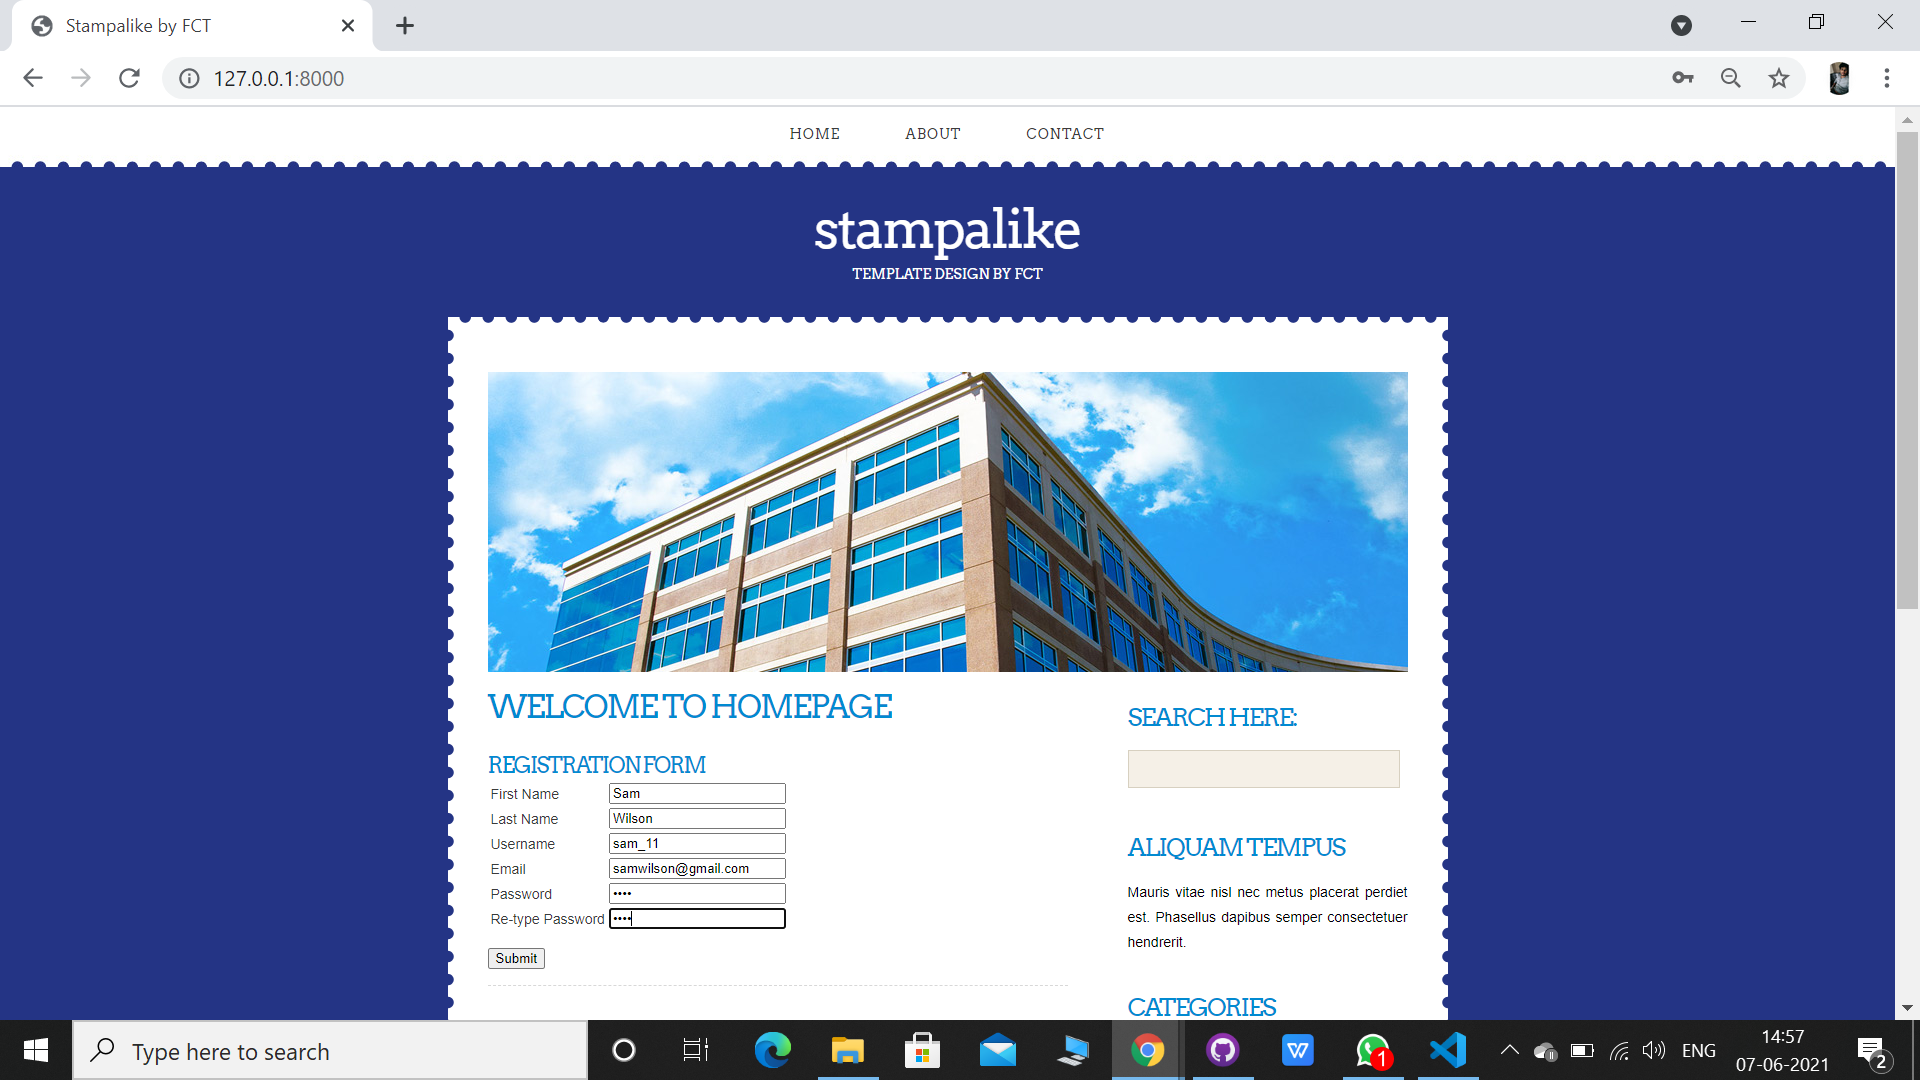 Stampalike by FCT
127.0.0.1:8000
HOME ABOUT CONTACT
stampalike
TEMPLATE DESIGN BY FCT
WELCOME TO HOMEPAGE
REGISTRATION FORM
First Name Sam
Last Name Wilson
Username sam_11
Email samwilson@gmail.com
Password ••••
Re-type Password ••••
Submit
SEARCH HERE:
ALIQUAM TEMPUS
Mauris vitae nisl nec metus placerat perdiet
est. Phasellus dapibus semper consectetuer
hendrerit.
CATEGORIES
Type here to search
W
1
ENG
14:57
07-06-2021
2